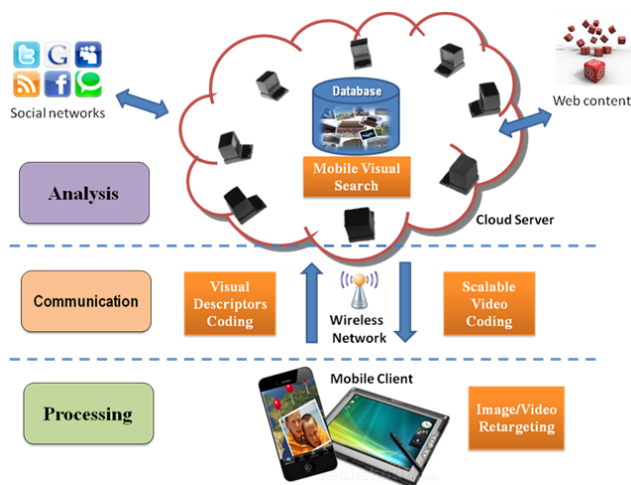 Social networks
Database
Web content
Mobile Visual
Search
Analysis
Cloud Server
Communication
Visual
Descriptors
Coding
Wireless
Network
Scalable
Video
Coding
Mobile Client
Processing
Image/Video
Retargeting